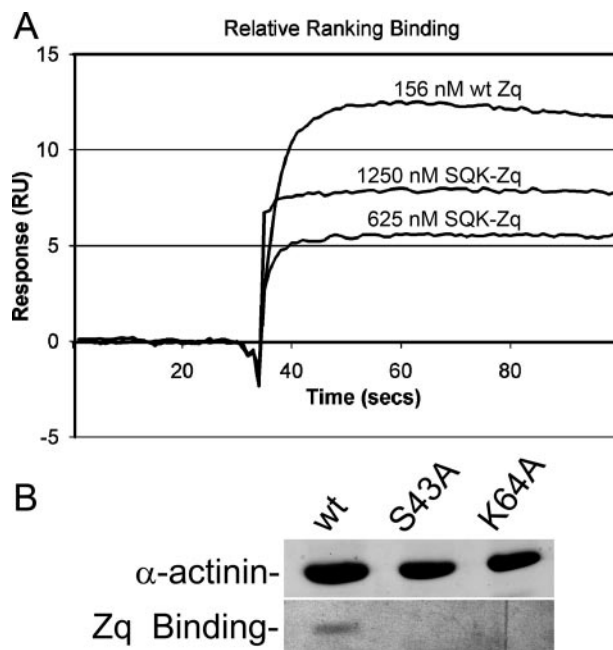 A
Relative Ranking Binding
15
156 nM wt Zq
10
1250 nM SQK-Zq
625 nM SQK-Zq
5
0
-5
Response (RU)
20 40 60 80
Time (secs)
B
wt S43A K64A
α-actinin-
Zq Binding-